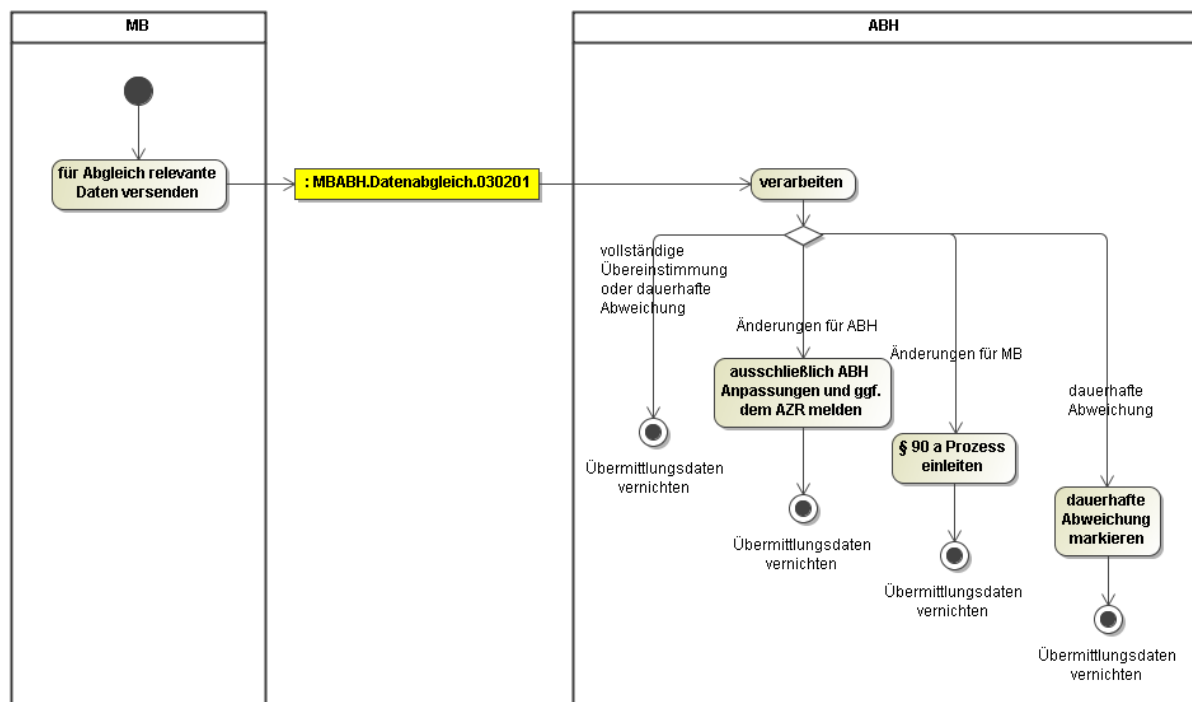 MB
ABH
für Abgleich relevante
Daten versenden
: MBABH.Datenabgleich.030201
verarbeiten
vollständige
Übereinstimmung
oder dauerhafte
Abweichung
Änderungen für ABH
Änderungen für MB
dauerhafte
Abweichung
ausschließlich ABH
Anpassungen und ggf.
dem AZR melden
§ 90 a Prozess
einleiten
dauerhafte
Abweichung
markieren
Übermittlungsdaten
vernichten
Übermittlungsdaten
vernichten
Übermittlungsdaten
vernichten
Übermittlungsdaten
vernichten